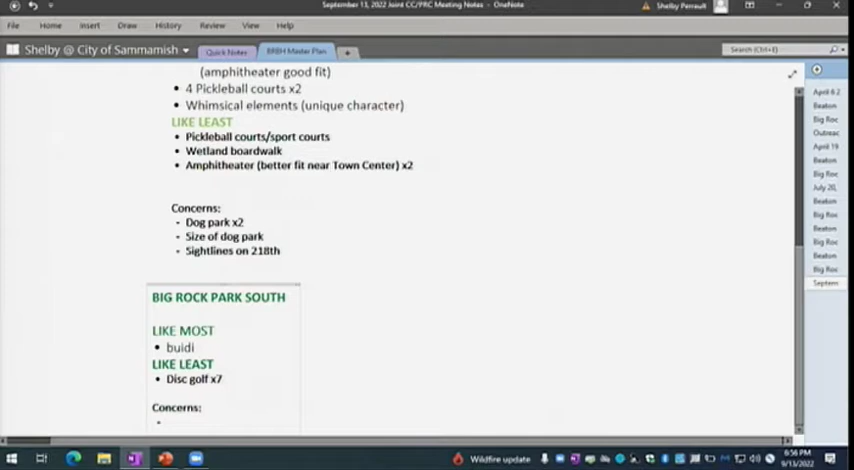 September 13, 2022 Joint CC/PRC Meeting Notes - OneNote
Shelby Perrault
File Home Insert Draw History Review View Help
Shelby @ City of Sammamish
Quick Notes
BRBH Master Plan
+
Search (Ctrl+E)
(amphitheater good fit)
• 4 Pickleball courts x2
• Whimsical elements (unique character)
LIKE LEAST
• Pickleball courts/sport courts
• Wetland boardwalk
• Amphitheater (better fit near Town Center) x2
Concerns:
- Dog park x2
- Size of dog park
- Sightlines on 218th
BIG ROCK PARK SOUTH
LIKE MOST
• buidi
LIKE LEAST
• Disc golf x7
Concerns:
-
April 6 2
Beaton
Big Roc
Outreac
April 19
Beaton
Big Roc
July 20,
Beaton
Big Roc
Beaton
Big Roc
Beaton
Big Roc
Septem
Wildfire update
6:56 PM
9/13/2022